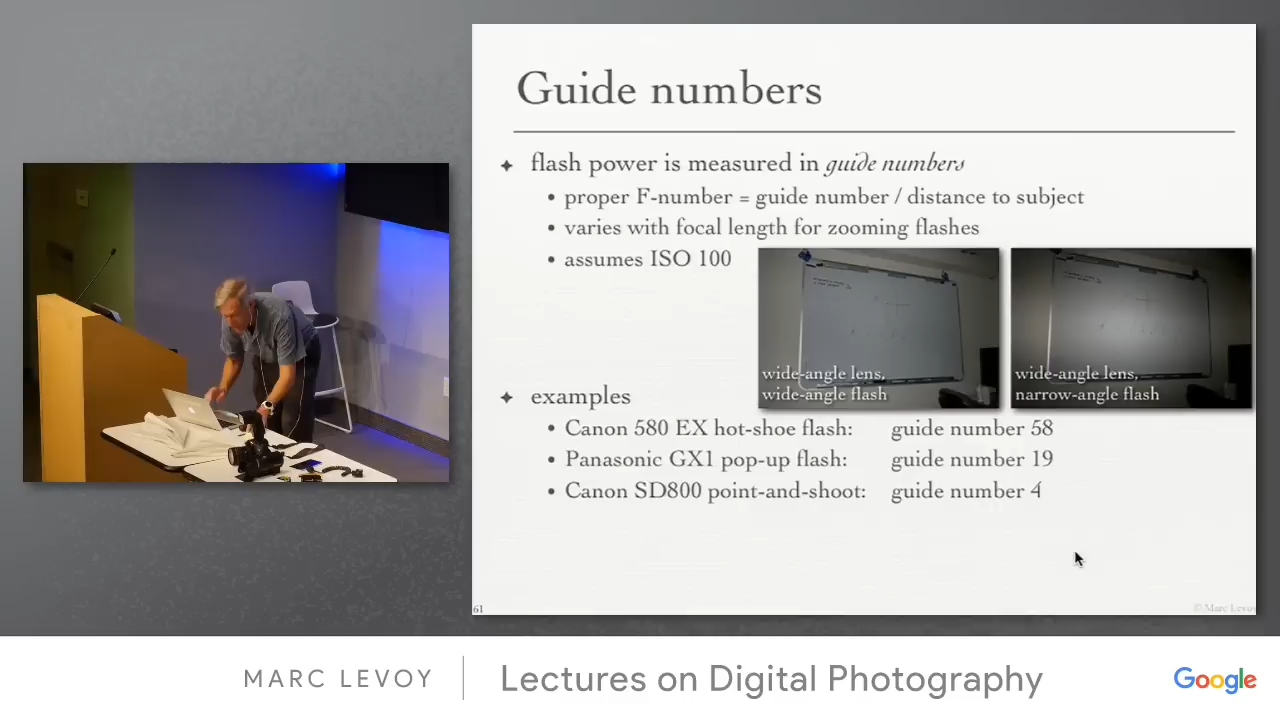 Guide numbers
✦ flash power is measured in guide numbers
• proper F-number = guide number / distance to subject
• varies with focal length for zooming flashes
• assumes ISO 100
wide-angle lens,
wide-angle flash
wide-angle lens,
narrow-angle flash
✦ examples
• Canon 580 EX hot-shoe flash: guide number 58
• Panasonic GX1 pop-up flash: guide number 19
• Canon SD800 point-and-shoot: guide number 4
61
© Marc Levoy
MARC LEVOY
Lectures on Digital Photography
Google